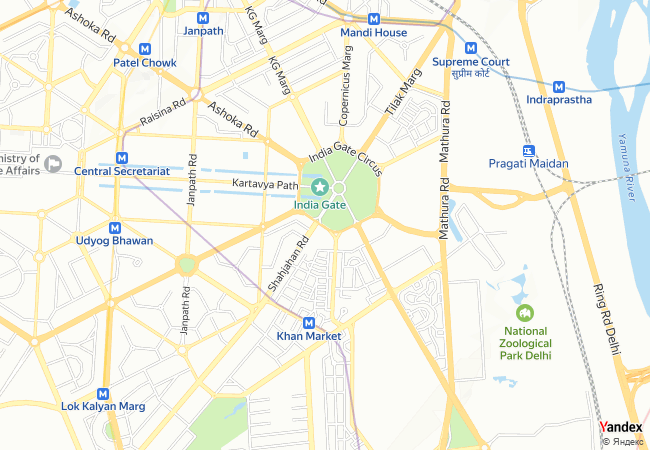 Ashoka Rd
Janpath
KG Marg
Mandi House
Patel Chowk
KG Marg
Copernicus Marg
Tilak Marg
Supreme Court
सुप्रीम कोर्ट
Indraprastha
Raisina Rd
Ashoka Rd
Mathura Rd
India Gate Circus
Yamuna River
Pragati Maidan
nistry of
e Affairs
Central Secretariat
Janpath Rd
Kartavya Path
India Gate
Mathura Rd
Udyog Bhawan
Shahjahan Rd
Janpath Rd
Ring Rd Delhi
Khan Market
National
Zoological
Park Delhi
Lok Kalyan Marg
Yandex
© Яндекс